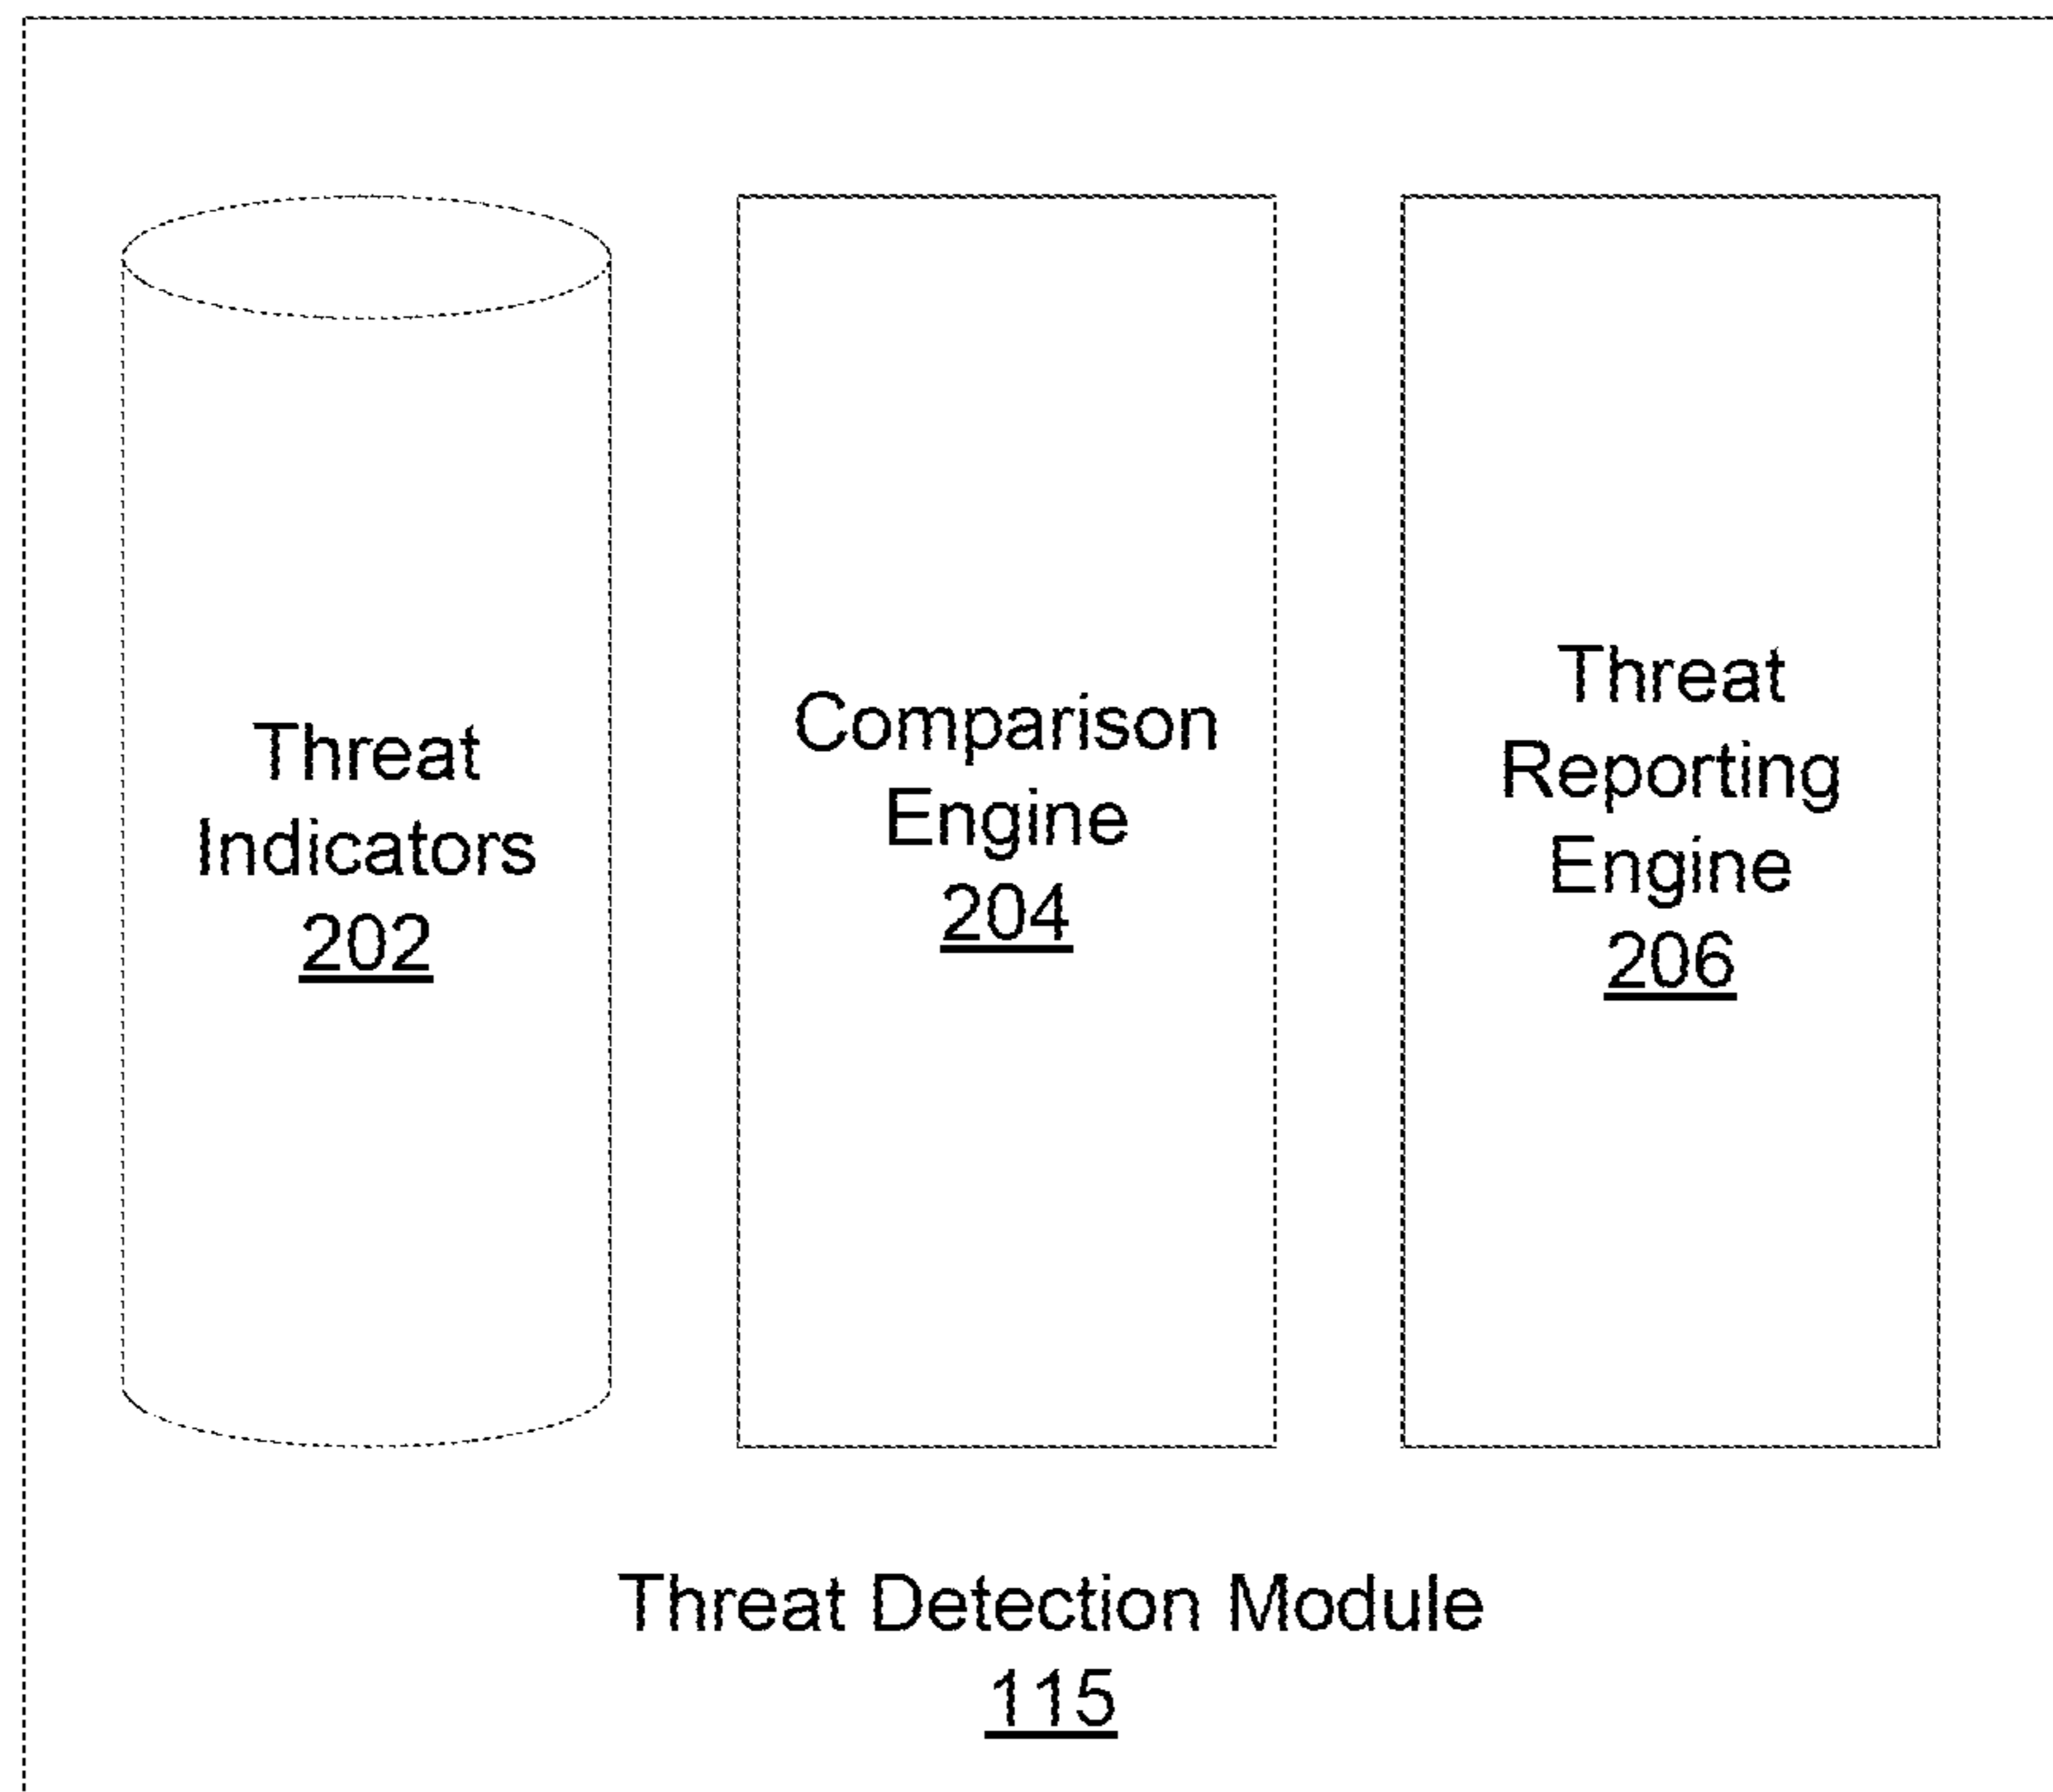 Threat
Indicators
202
Comparison
Engine
204
Threat
Reporting
Engine
206
Threat Detection Module
115